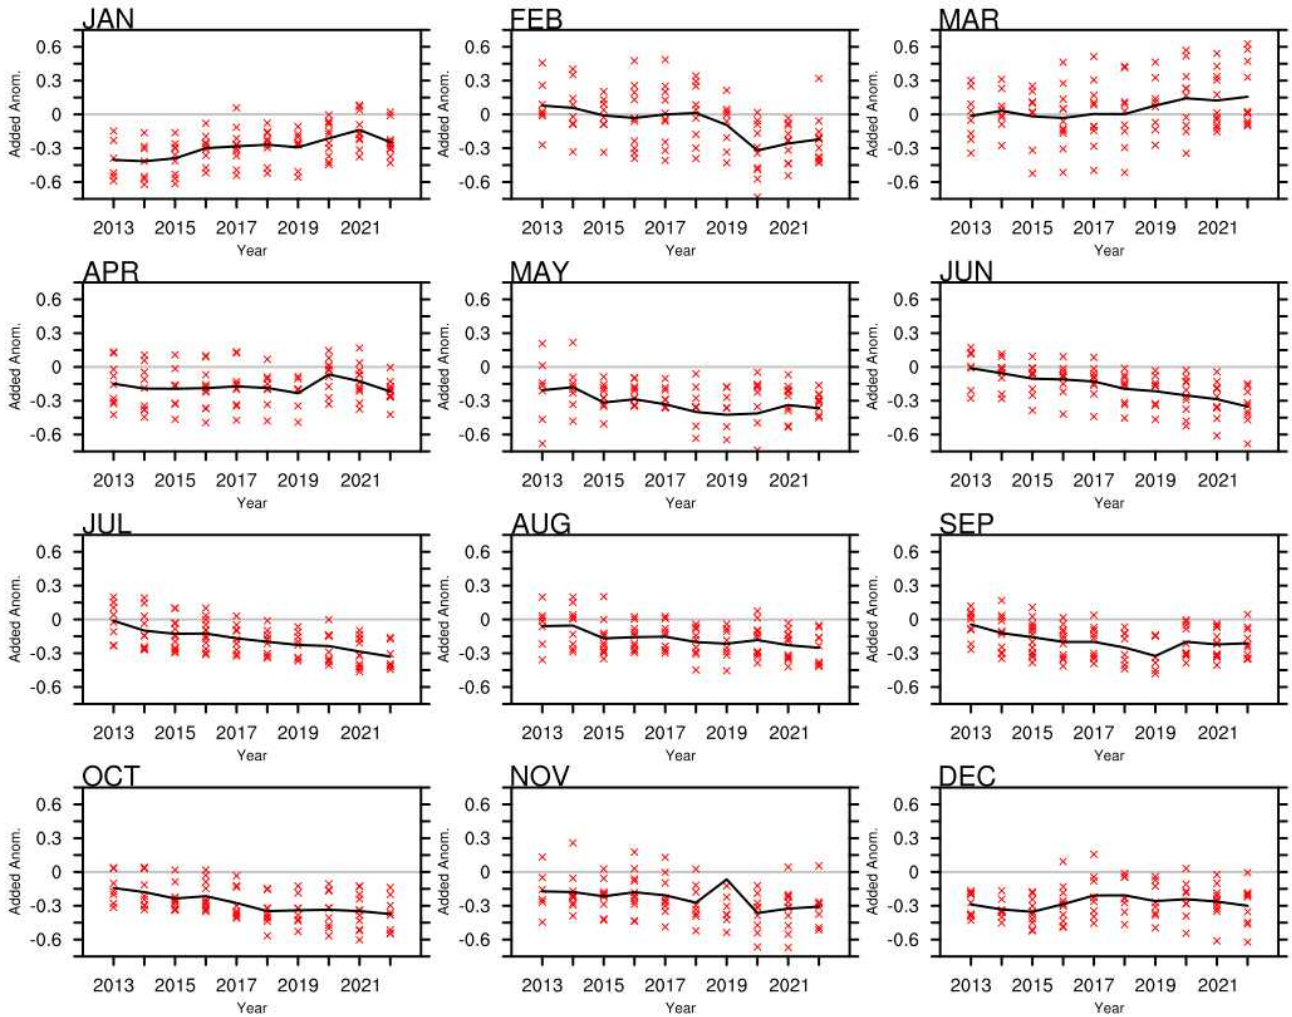 JAN FEB MAR
Added Anom. 0.6 0.3 0 -0.3 -0.6 Added Anom. 0.6 0.3 0 -0.3 -0.6 Added Anom. 0.6 0.3 0 -0.3 -0.6
2013 2015 2017 2019 2021 2013 2015 2017 2019 2021 2013 2015 2017 2019 2021
Year Year Year
APR MAY JUN
Added Anom. 0.6 0.3 0 -0.3 -0.6 Added Anom. 0.6 0.3 0 -0.3 -0.6 Added Anom. 0.6 0.3 0 -0.3 -0.6
2013 2015 2017 2019 2021 2013 2015 2017 2019 2021 2013 2015 2017 2019 2021
Year Year Year
JUL AUG SEP
Added Anom. 0.6 0.3 0 -0.3 -0.6 Added Anom. 0.6 0.3 0 -0.3 -0.6 Added Anom. 0.6 0.3 0 -0.3 -0.6
2013 2015 2017 2019 2021 2013 2015 2017 2019 2021 2013 2015 2017 2019 2021
Year Year Year
OCT NOV DEC
Added Anom. 0.6 0.3 0 -0.3 -0.6 Added Anom. 0.6 0.3 0 -0.3 -0.6 Added Anom. 0.6 0.3 0 -0.3 -0.6
2013 2015 2017 2019 2021 2013 2015 2017 2019 2021 2013 2015 2017 2019 2021
Year Year Year